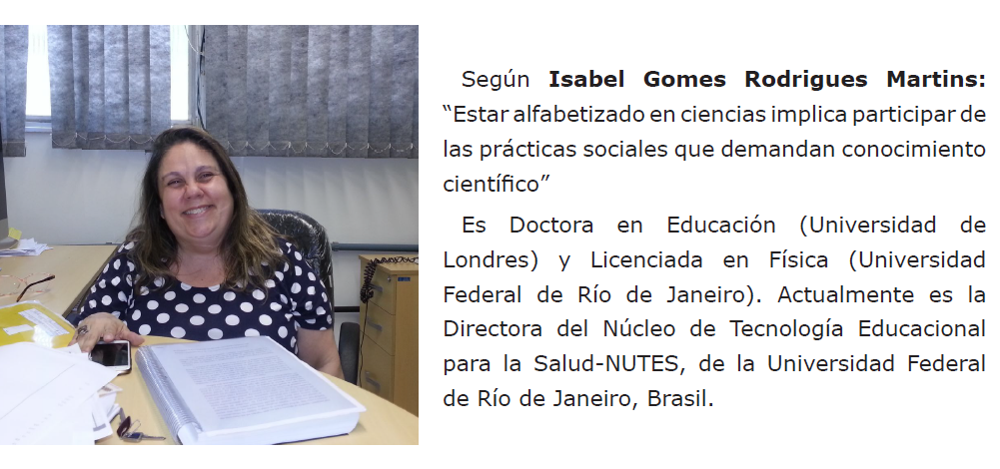 Según Isabel Gomes Rodrigues Martins:
“Estar alfabetizado en ciencias implica participar de
las prácticas sociales que demandan conocimiento
científico”
Es Doctora en Educación (Universidad de
Londres) y Licenciada en Física (Universidad
Federal de Río de Janeiro). Actualmente es la
Directora del Núcleo de Tecnología Educacional
para la Salud-NUTES, de la Universidad Federal
de Río de Janeiro, Brasil.